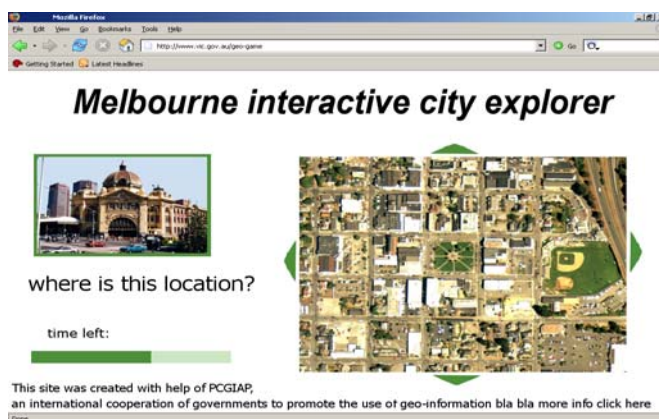 Mozilla Firefox
File Edit View Go Bookmarks Tools Help
http://www.vic.gov.au/geo-game
Go
Getting Started Latest Headlines
Melbourne interactive city explorer
where is this location?
time left:
This site was created with help of PCGIAP,
an international cooperation of governments to promote the use of geo-information bla bla more info click here
Done